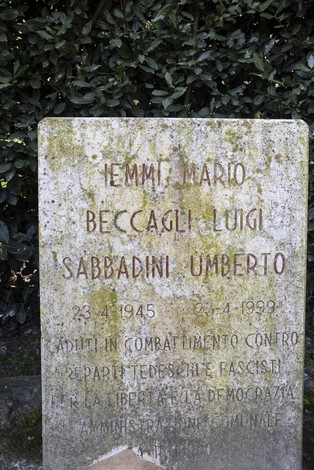 IEMMI MARIO
BECCAGLI LUIGI
SABBADINI UMBERTO
23.4.1945 23-4-1999
CADUTI IN COMBATTIMENTO CONTRO
REPARTI TEDESCHI E FASCISTI
PER LA LIBERTÀ E LA DEMOCRAZIA
AMMINISTRAZIONE COMUNALE